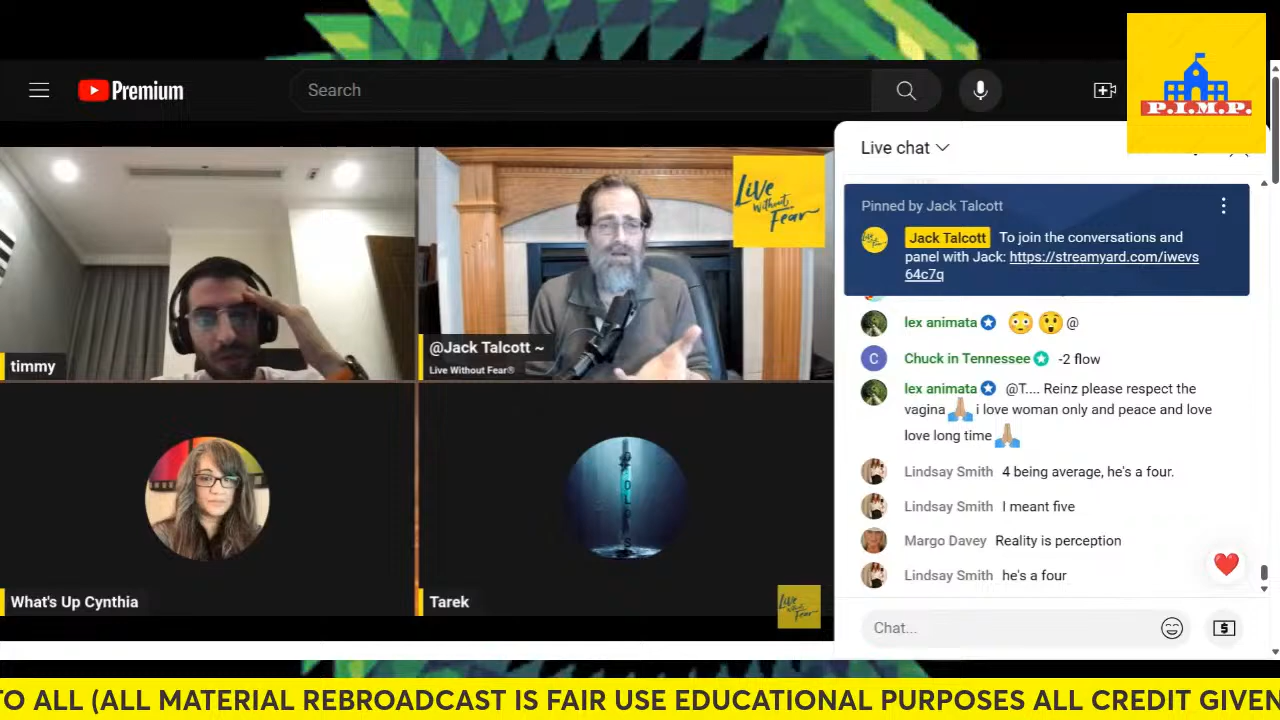 Premium
Search
P.I.M.P.
Live chat
Pinned by Jack Talcott
Jack Talcott To join the conversations and
panel with Jack: https://streamyard.com/iwevs
64c7q
lex animata 😳 😲 @
C Chuck in Tennessee -2 flow
lex animata @T.... Reinz please respect the
vagina 🙏 i love woman only and peace and love
love long time 🙏
Lindsay Smith 4 being average, he's a four.
Lindsay Smith I meant five
Margo Davey Reality is perception
Lindsay Smith he's a four
Chat...
Live
Without
Fear
timmy
@Jack Talcott ~
Live Without Fear®
What's Up Cynthia
Tarek
Live
Without
Fear
TO ALL (ALL MATERIAL REBROADCAST IS FAIR USE EDUCATIONAL PURPOSES ALL CREDIT GIVEN